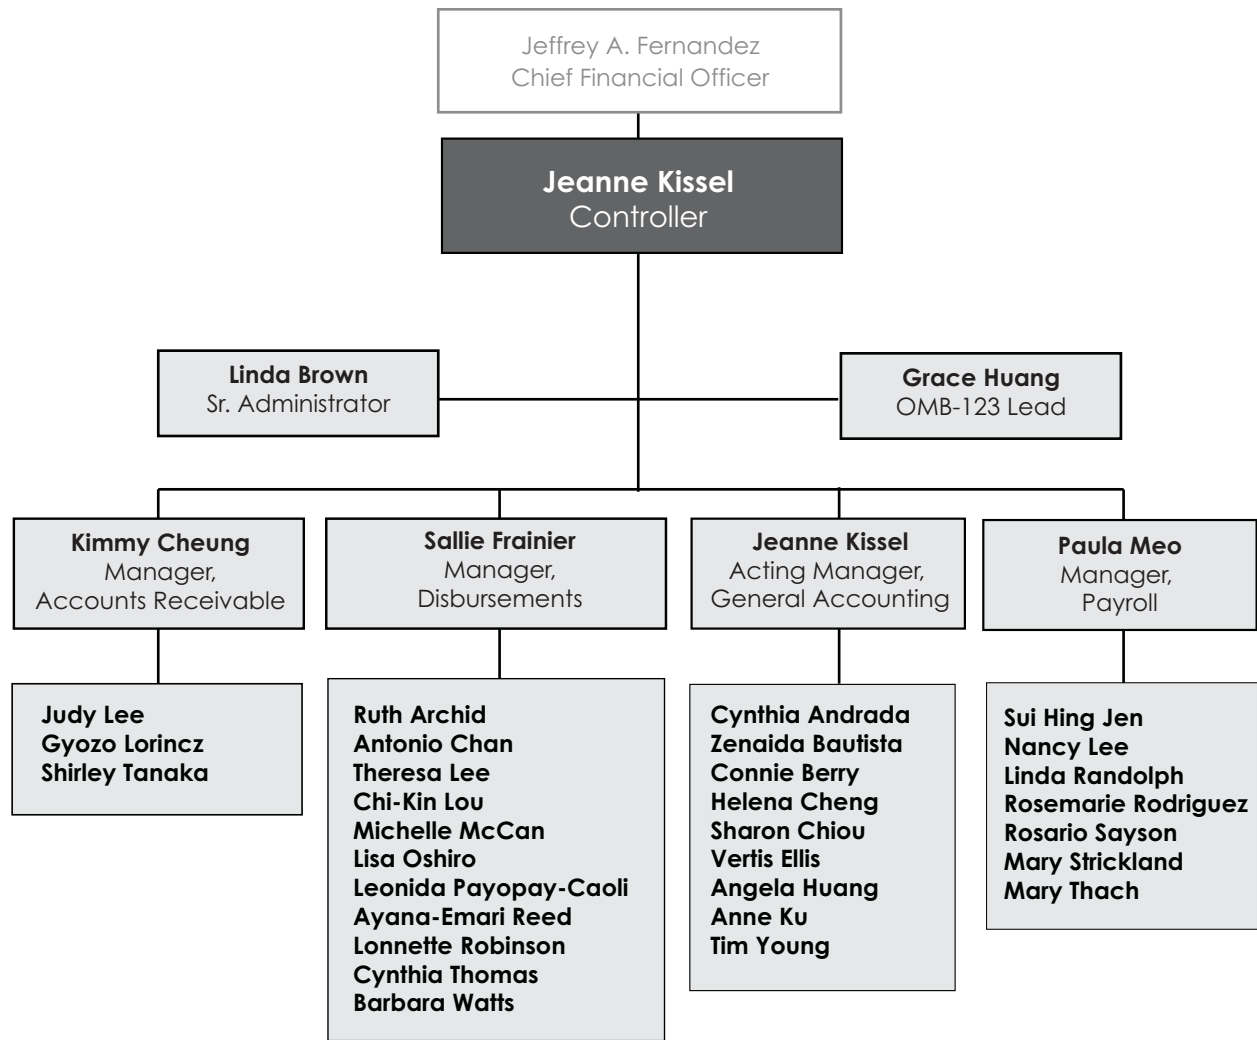 Jeffrey A. Fernandez
Chief Financial Officer
Jeanne Kissel
Controller
Linda Brown
Sr. Administrator
Grace Huang
OMB-123 Lead
Kimmy Cheung
Manager,
Accounts Receivable
Sallie Frainier
Manager,
Disbursements
Jeanne Kissel
Acting Manager,
General Accounting
Paula Meo
Manager,
Payroll
Judy Lee
Gyozo Lorincz
Shirley Tanaka
Ruth Archid
Antonio Chan
Theresa Lee
Chi-Kin Lou
Michelle McCan
Lisa Oshiro
Leonida Payopay-Caoli
Ayana-Emari Reed
Lonnette Robinson
Cynthia Thomas
Barbara Watts
Cynthia Andrada
Zenaida Bautista
Connie Berry
Helena Cheng
Sharon Chiou
Vertis Ellis
Angela Huang
Anne Ku
Tim Young
Sui Hing Jen
Nancy Lee
Linda Randolph
Rosemarie Rodriguez
Rosario Sayson
Mary Strickland
Mary Thach